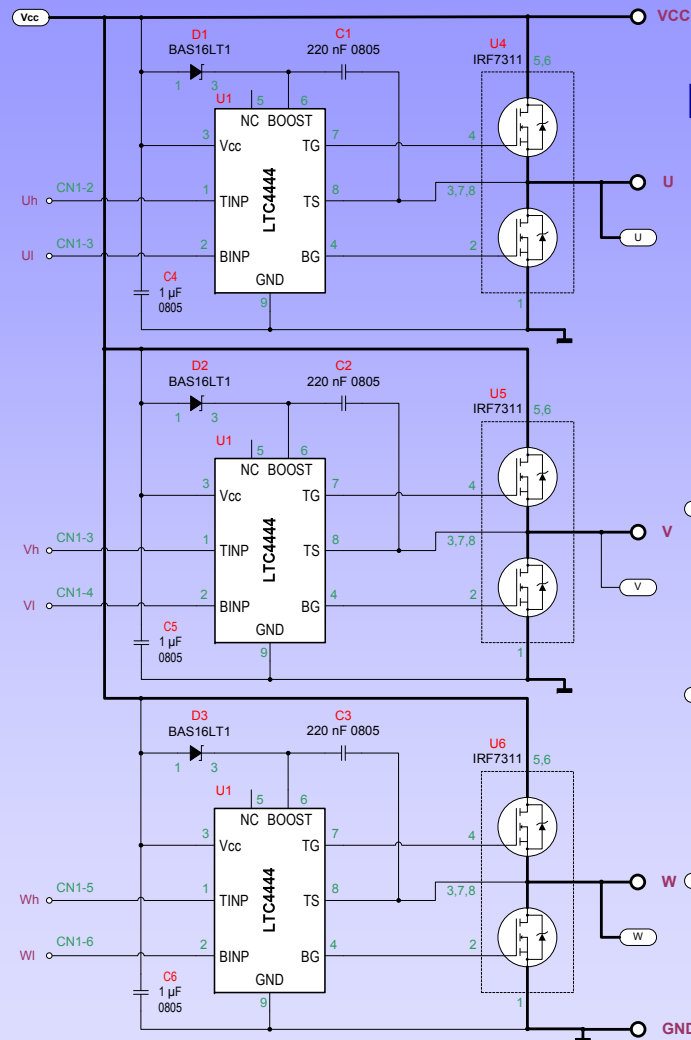 Vcc
VCC
D1
BAS16LT1
C1
220 nF 0805
U4
IRF7311
5,6
1
3
U1
5
6
NC BOOST
3
Vcc
TG
7
4
Uh
CN1-2
1
TINP
LTC4444
TS
8
3,7,8
U
U
Ul
CN1-3
2
BINP
BG
4
2
C4
1 µF
0805
GND
9
1
D2
BAS16LT1
C2
220 nF 0805
U5
IRF7311
5,6
1
3
U1
5
6
NC BOOST
3
Vcc
TG
7
4
Vh
CN1-3
1
TINP
LTC4444
TS
8
3,7,8
V
V
Vl
CN1-4
2
BINP
BG
4
2
C5
1 µF
0805
GND
9
1
D3
BAS16LT1
C3
220 nF 0805
U6
IRF7311
5,6
1
3
U1
5
6
NC BOOST
3
Vcc
TG
7
4
Wh
CN1-5
1
TINP
LTC4444
TS
8
3,7,8
W
W
Wl
CN1-6
2
BINP
BG
4
2
C6
1 µF
0805
GND
9
1
GND